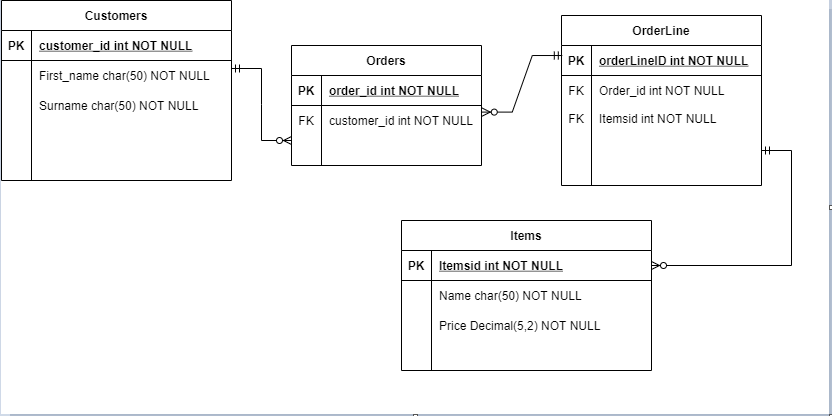 Customers
PK customer_id int NOT NULL
First_name char(50) NOT NULL
Surname char(50) NOT NULL
Orders
PK order_id int NOT NULL
FK customer_id int NOT NULL
OrderLine
PK orderLineID int NOT NULL
FK Order_id int NOT NULL
FK Itemsid int NOT NULL
Items
PK Itemsid int NOT NULL
Name char(50) NOT NULL
Price Decimal(5,2) NOT NULL